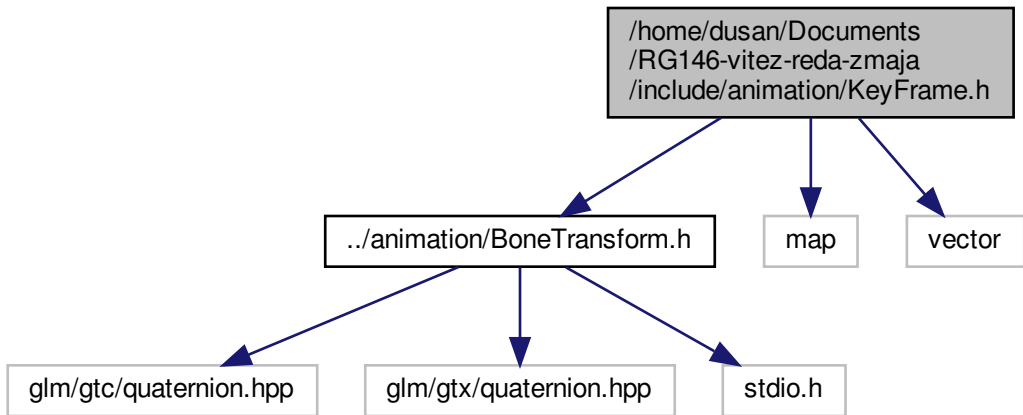 /home/dusan/Documents
/RG146-vitez-reda-zmaja
/include/animation/KeyFrame.h
../animation/BoneTransform.h
map
vector
glm/gtc/quaternion.hpp
glm/gtx/quaternion.hpp
stdio.h